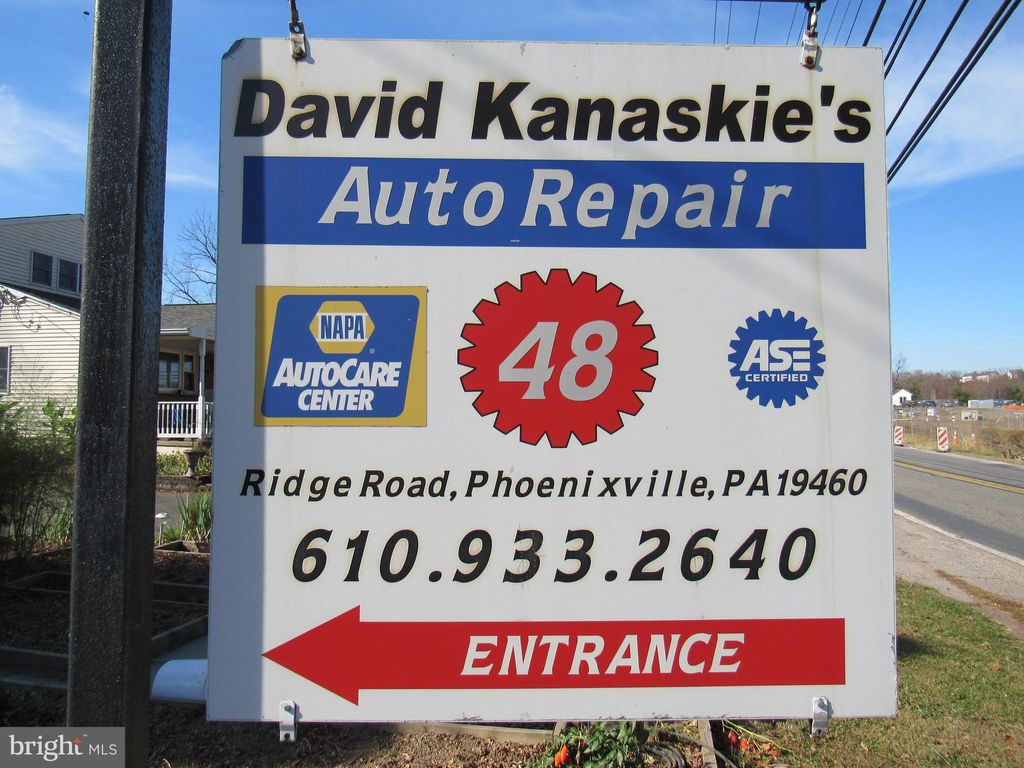 David Kanaskie's
Auto Repair
NAPA
®
AUTOCARE
CENTER
48
ASE
CERTIFIED
Ridge Road, Phoenixville, PA 19460
610.933.2640
ENTRANCE
bright MLS